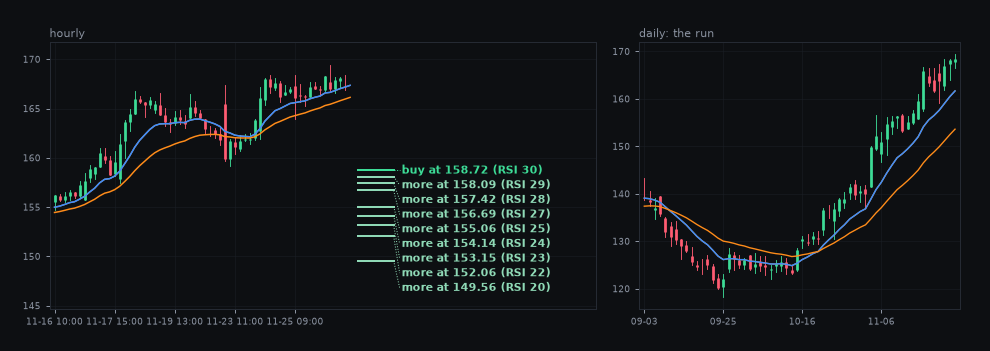 hourly
170
165
160
155
150
145
11-16 10:00 11-17 15:00 11-19 13:00 11-23 11:00 11-25 09:00
buy at 158.72 (RSI 30)
more at 158.09 (RSI 29)
more at 157.42 (RSI 28)
more at 156.69 (RSI 27)
more at 155.06 (RSI 25)
more at 154.14 (RSI 24)
more at 153.15 (RSI 23)
more at 152.06 (RSI 22)
more at 149.56 (RSI 20)
daily: the run
170
160
150
140
130
120
09-03 09-25 10-16 11-06